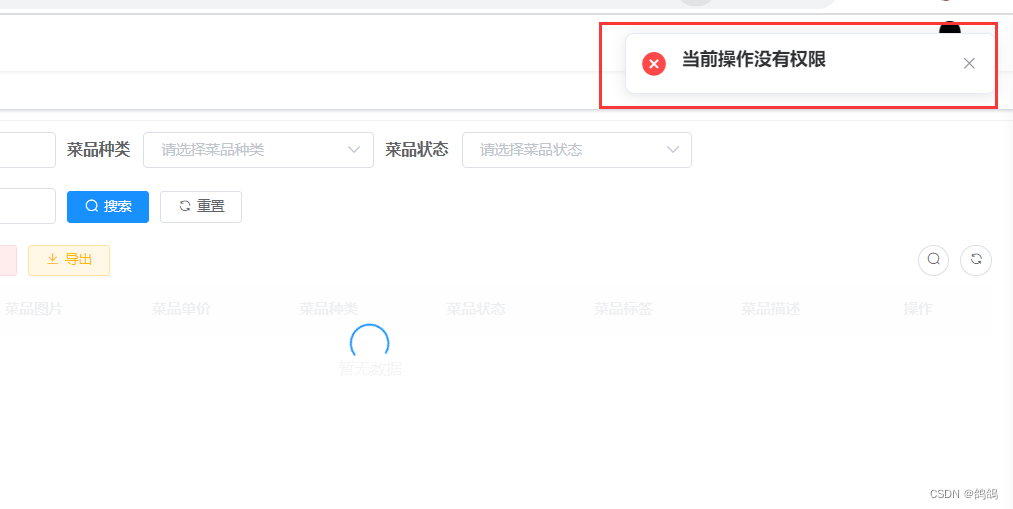 当前操作没有权限
菜品种类 请选择菜品种类 菜品状态 请选择菜品状态
搜索 重置
导出
菜品图片 菜品单价 菜品种类 菜品状态 菜品标签 菜品描述 操作
暂无数据
CSDN @鸽鸽